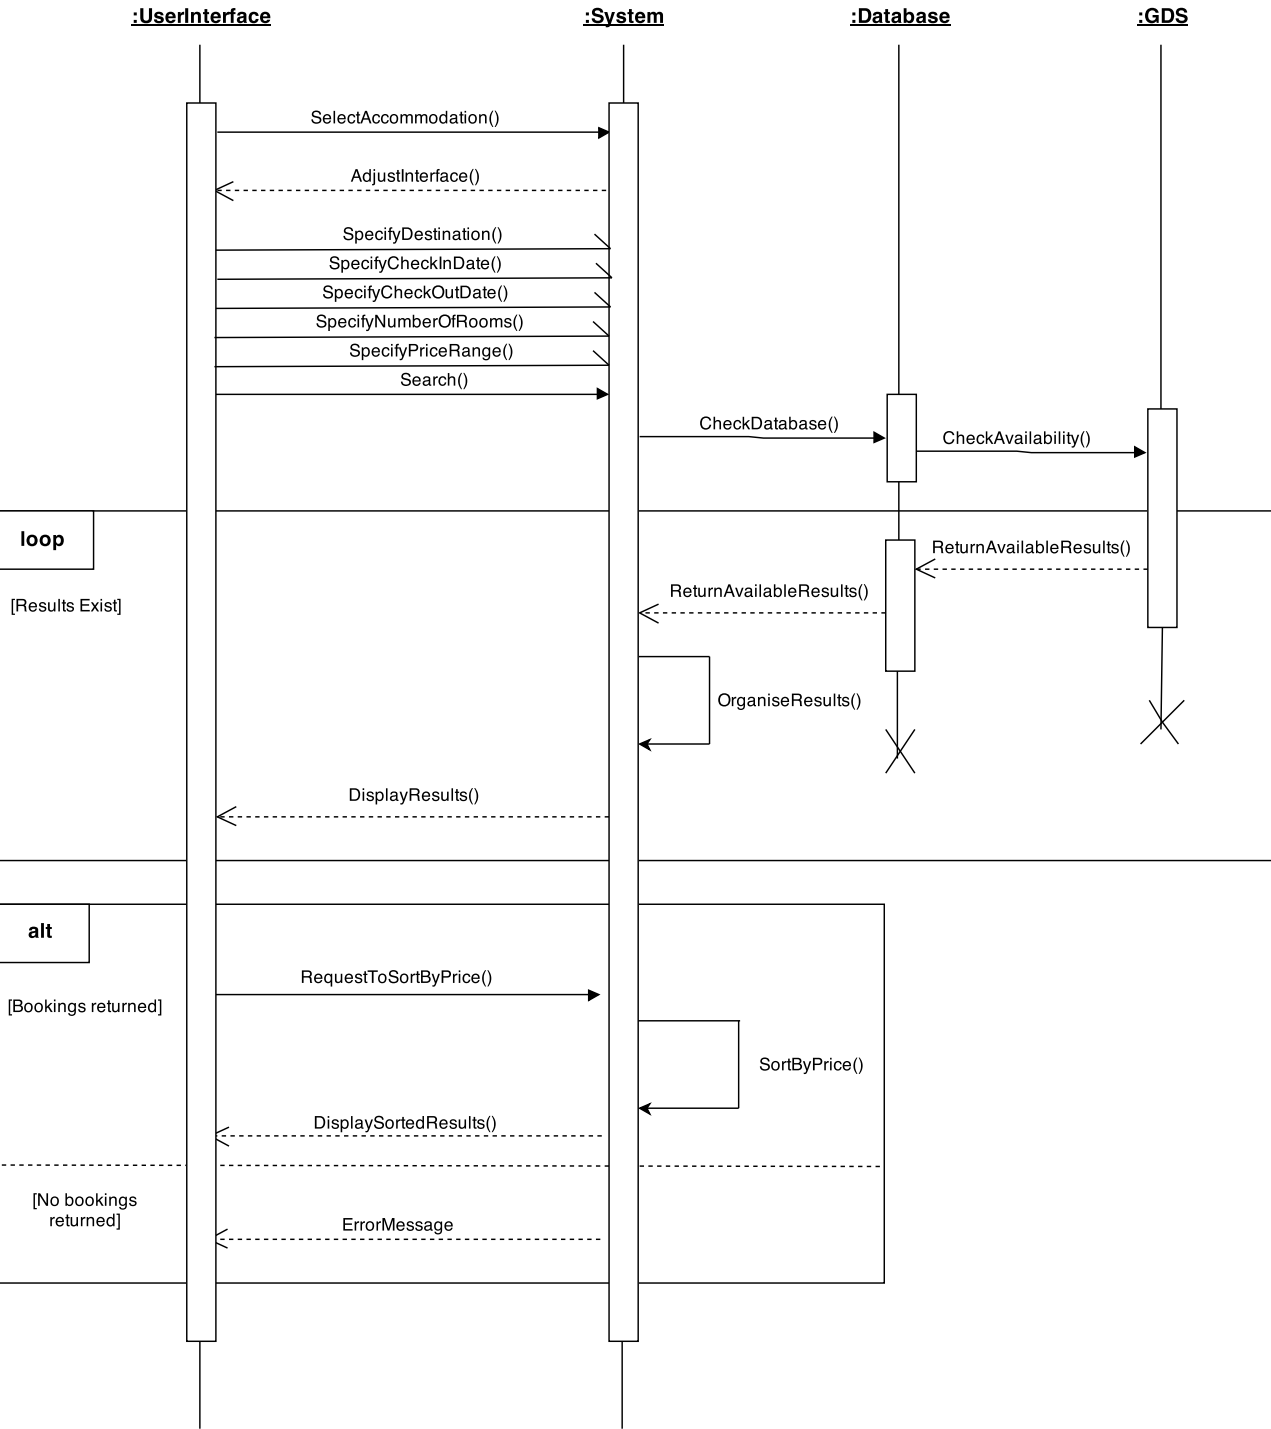 :UserInterface
:System
:Database
:GDS
SelectAccommodation()
AdjustInterface()
SpecifyDestination()
SpecifyCheckInDate()
SpecifyCheckOutDate()
SpecifyNumberOfRooms()
SpecifyPriceRange()
Search()
CheckDatabase()
CheckAvailability()
loop
ReturnAvailableResults()
ReturnAvailableResults()
[Results Exist]
OrganiseResults()
DisplayResults()
alt
RequestToSortByPrice()
[Bookings returned]
SortByPrice()
DisplaySortedResults()
[No bookings
returned]
ErrorMessage